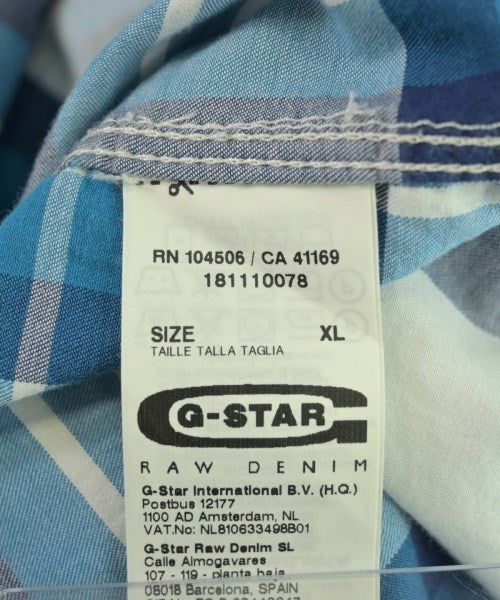 RN 104506 / CA 41169
181110078
SIZE XL
TAILLE TALLA TAGLIA
G-STAR
RAW DENIM
G-Star International B.V. (H.Q.)
Postbus 12177
1100 AD Amsterdam, NL
VAT.No: NL810633498B01
G-Star Raw Denim SL
Calle Almogavares
107 - 119 - planta baja
08018 Barcelona, SPAIN